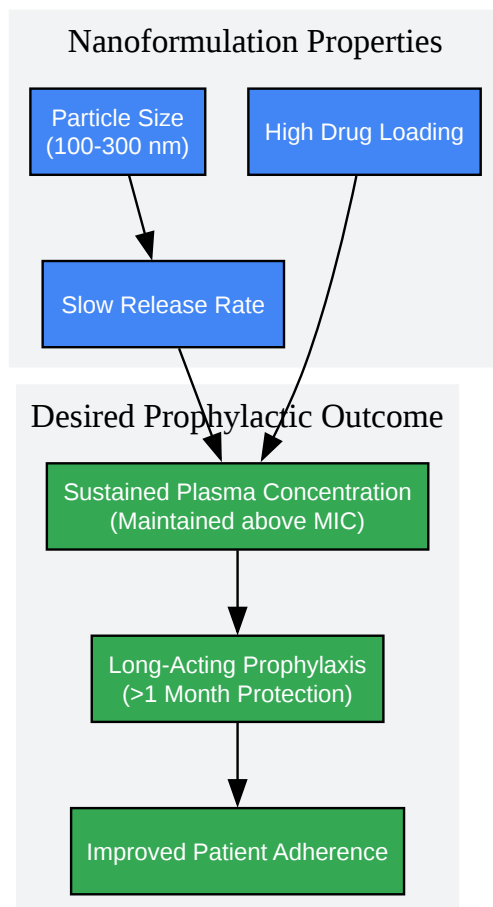 Nanoformulation Properties
Particle Size
(100-300 nm)
High Drug Loading
Slow Release Rate
Desired Prophylactic Outcome
Sustained Plasma Concentration
(Maintained above MIC)
Long-Acting Prophylaxis
(>1 Month Protection)
Improved Patient Adherence